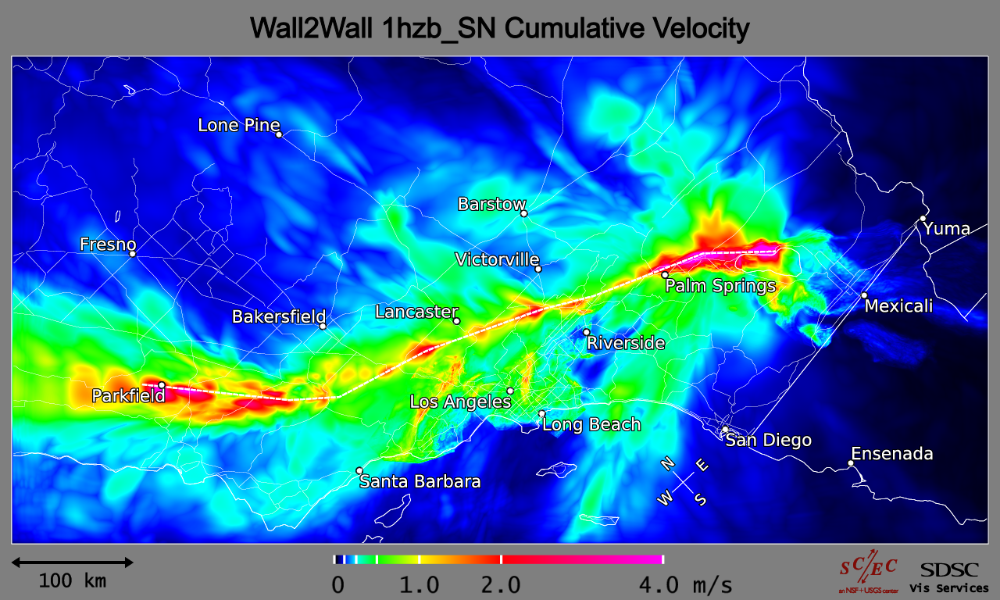 Wall2Wall 1hzb_SN Cumulative Velocity
Lone Pine
Barstow
Yuma
Fresno
Victorville
Palm Springs
Mexicali
Lancaster
Bakersfield
Riverside
Parkfield
Los Angeles
Long Beach
San Diego
Ensenada
Santa Barbara
N E
W S
100 km
0 1.0 2.0 4.0 m/s
SC/EC
an NSF+USGS center
SDSC
Vis Services